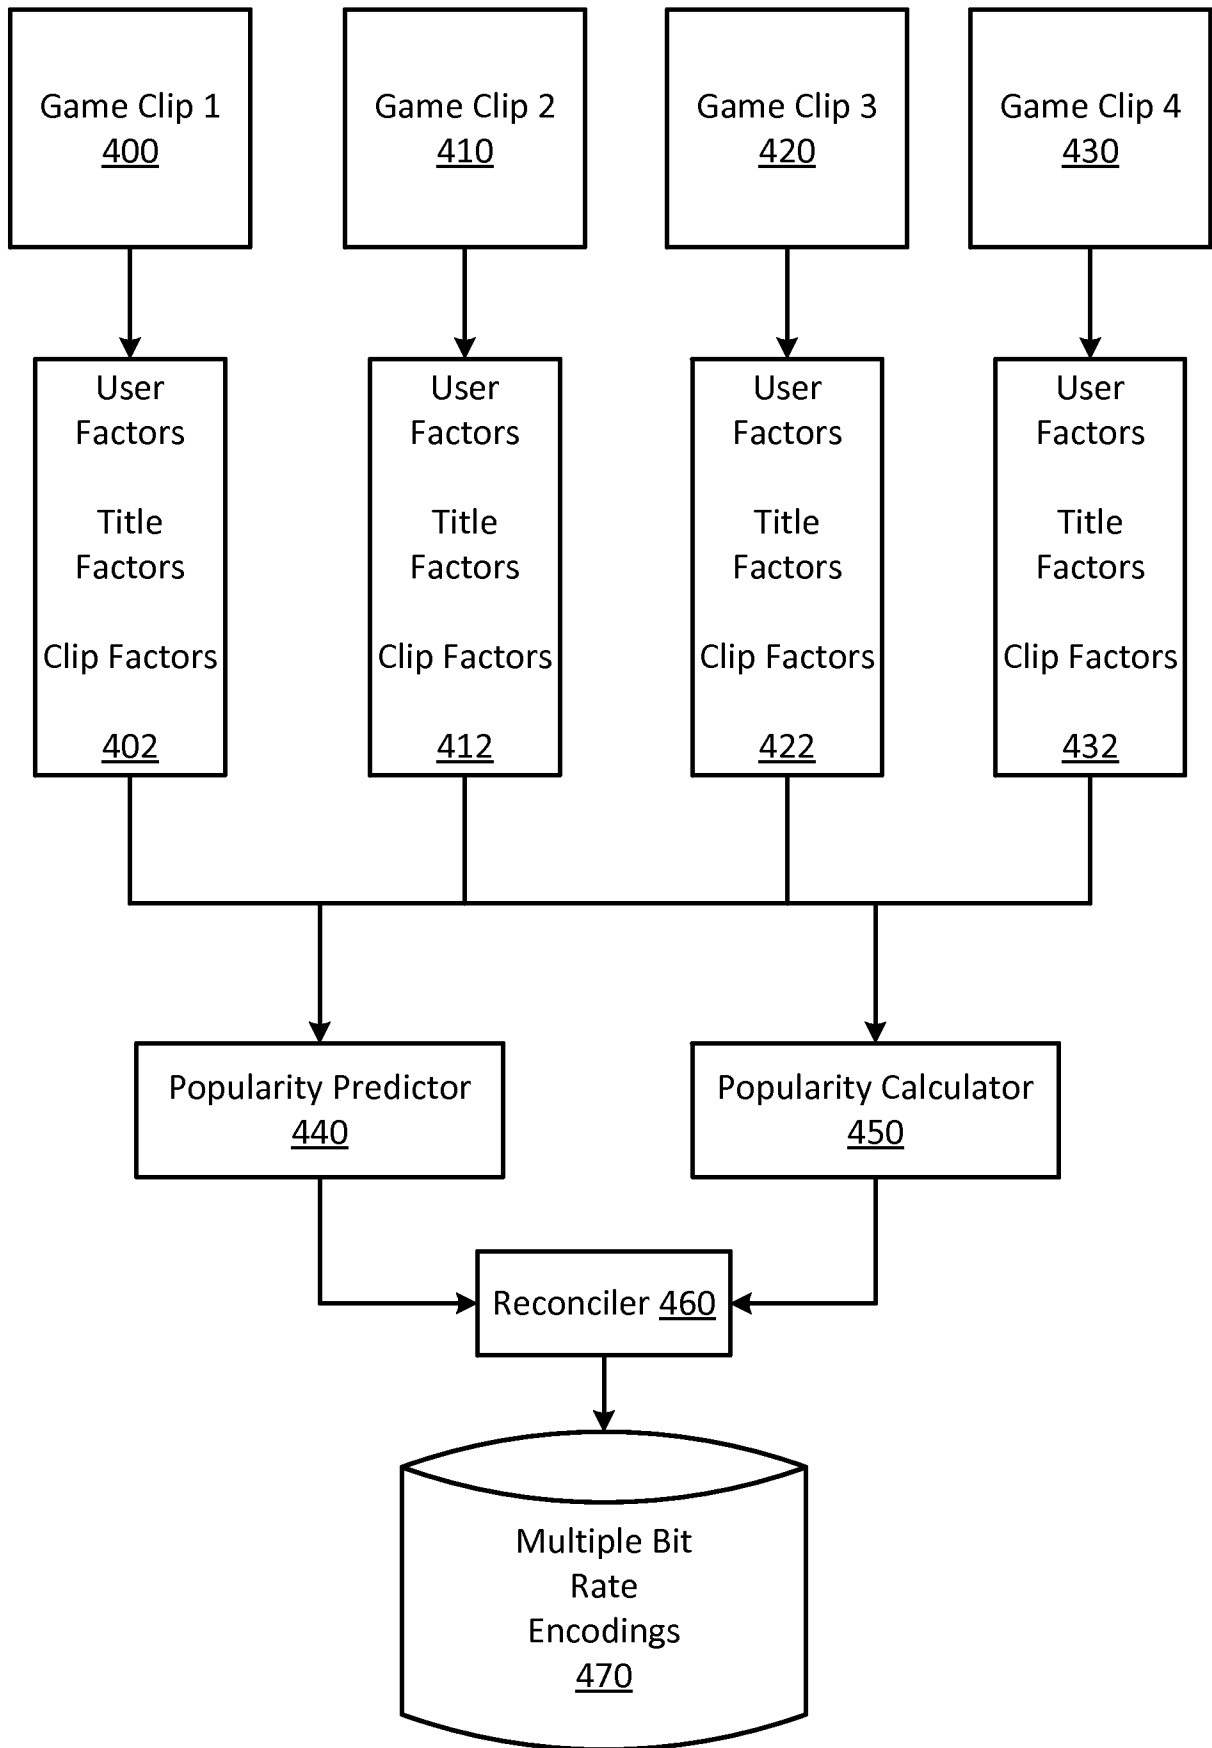 Game Clip 1
400
Game Clip 2
410
Game Clip 3
420
Game Clip 4
430
User
Factors
Title
Factors
Clip Factors
402
User
Factors
Title
Factors
Clip Factors
412
User
Factors
Title
Factors
Clip Factors
422
User
Factors
Title
Factors
Clip Factors
432
Popularity Predictor
440
Popularity Calculator
450
Reconciler 460
Multiple Bit
Rate
Encodings
470